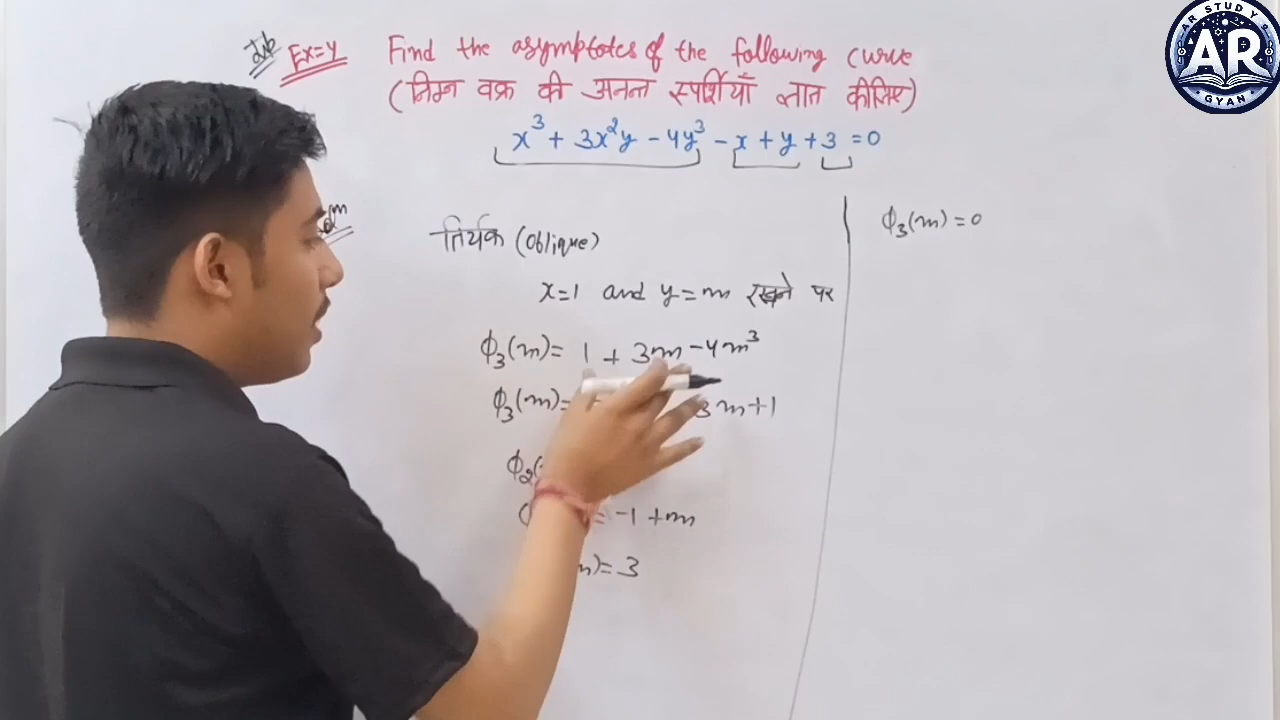 Imp Ex=4 Find the asymptotes of the following curve
(निम्न वक्र की अनन्त स्पर्शियाँ ज्ञात कीजिए)
x³ + 3x²y - 4y³ - x + y + 3 = 0
तिर्यक (Oblique)
x=1 and y=m रखने पर
ϕ₃(m)= 1 + 3m - 4m³
ϕ₃(m)= 3m+1
ϕ₂(
= -1 + m
m)= 3
ϕ₃(m) = 0
AR STUDY
AR
GYAN